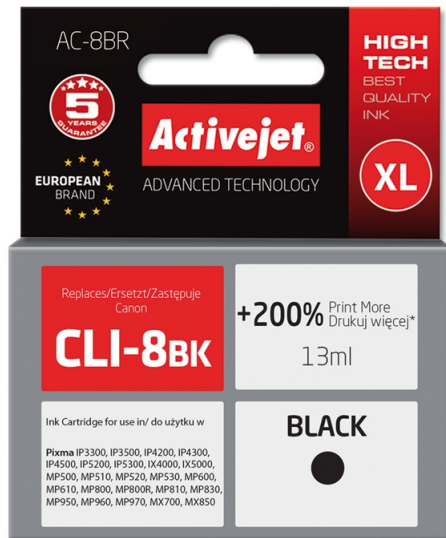 AC-8BR
5
YEARS
GUARANTEE
EUROPEAN
BRAND
Activejet®
ADVANCED TECHNOLOGY
HIGH
TECH
BEST
QUALITY
INK
XL
Replaces/Ersetzt/Zastępuje
Canon
CLI-8BK
+200% Print More
Drukuj więcej*
13ml
Ink Cartridge for use in/ do użytku w
Pixma IP3300, IP3500, IP4200, IP4300,
IP4500, IP5200, IP5300, IX4000, IX5000,
MP500, MP510, MP520, MP530, MP600,
MP610, MP800, MP800R, MP810, MP830,
MP950, MP960, MP970, MX700, MX850
BLACK